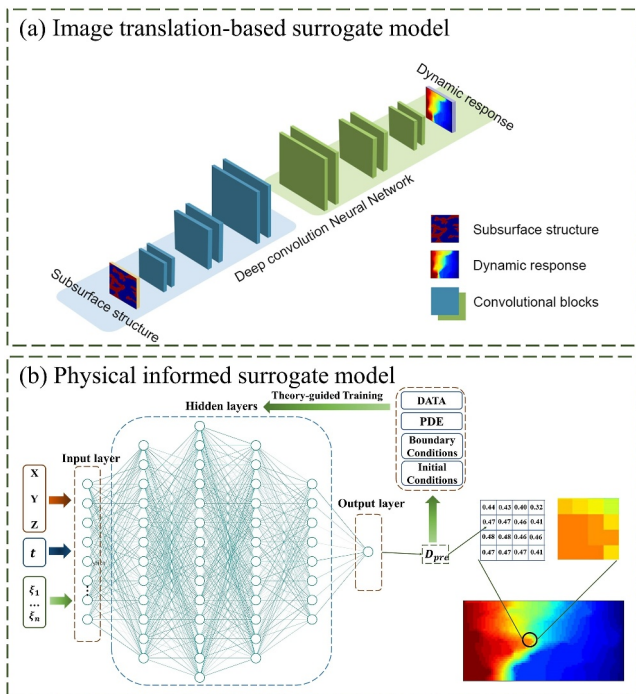 (a) Image translation-based surrogate model
Dynamic response
Deep convolution Neural Network
Subsurface structure
Subsurface structure
Dynamic response
Convolutional blocks
(b) Physical informed surrogate model
Theory-guided Training
Hidden layers
DATA
PDE
Boundary
Conditions
Initial
Conditions
Input layer
X
Y
Z
t
ξ1
...
ξn
⋮
Output layer
Dpre
0.44 0.43 0.40 0.32
0.47 0.47 0.46 0.41
0.48 0.48 0.46 0.46
0.47 0.47 0.47 0.41